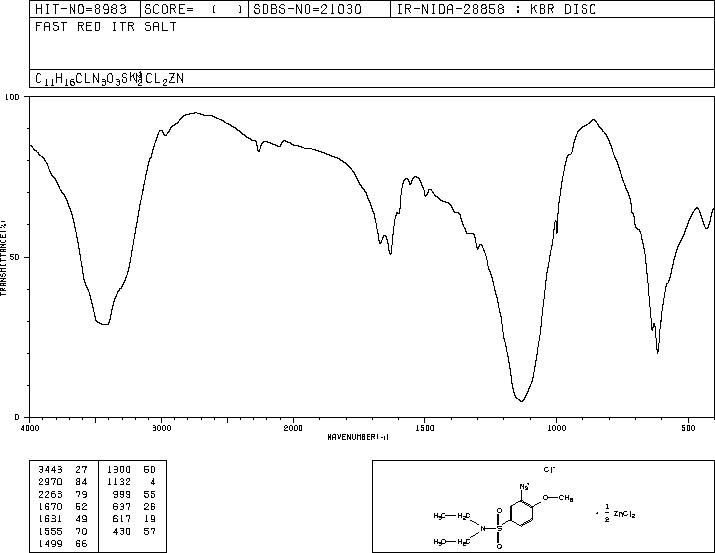 HIT-NO=8983 SCORE= ( ) SDBS-NO=21030 IR-NIDA-28858 : KBR DISC
FAST RED ITR SALT
100
50
0
TRANSMITTANCE(%)
4000 3000 2000 1500 1000 500
WAVENUMBER(-1)
3443 27 1300 50
2970 84 1132 4
2263 79 999 55
1670 52 637 26
1631 49 617 19
1555 70 430 57
1499 66
Cl⁻
N₂⁺
O—CH₃
H₃C—H₂C
N—S
O
O
H₃C—H₂C
· 1/2 ZnCl₂